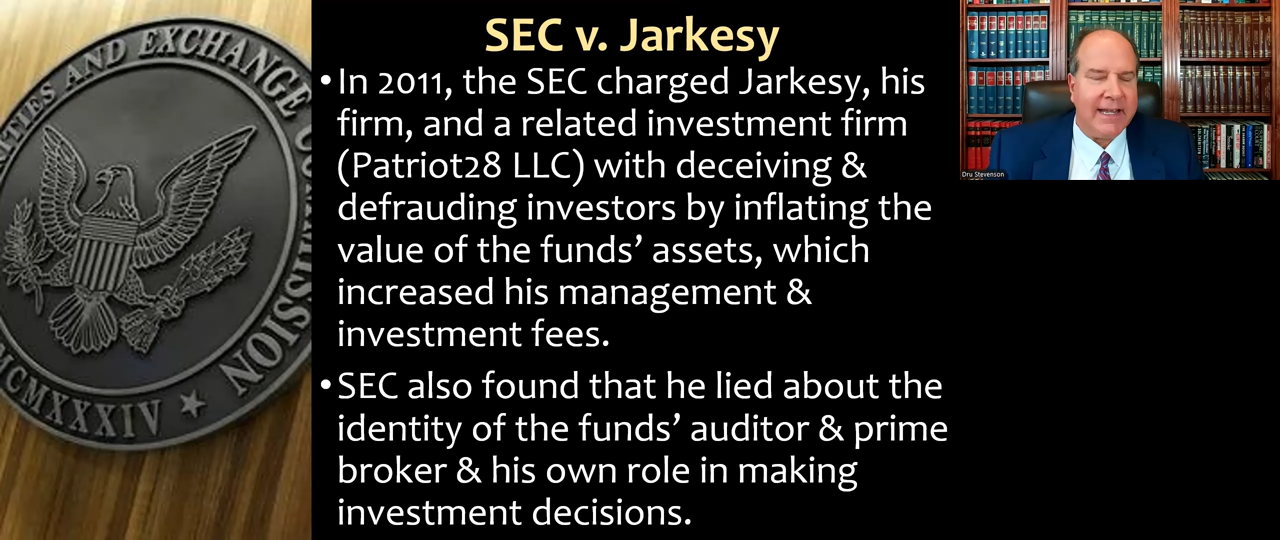 SEC v. Jarkesy
• In 2011, the SEC charged Jarkesy, his
firm, and a related investment firm
(Patriot28 LLC) with deceiving &
defrauding investors by inflating the
value of the funds’ assets, which
increased his management &
investment fees.
• SEC also found that he lied about the
identity of the funds’ auditor & prime
broker & his own role in making
investment decisions.
AND EXCHANGE
MCMXXXIV
Dru Stevenson